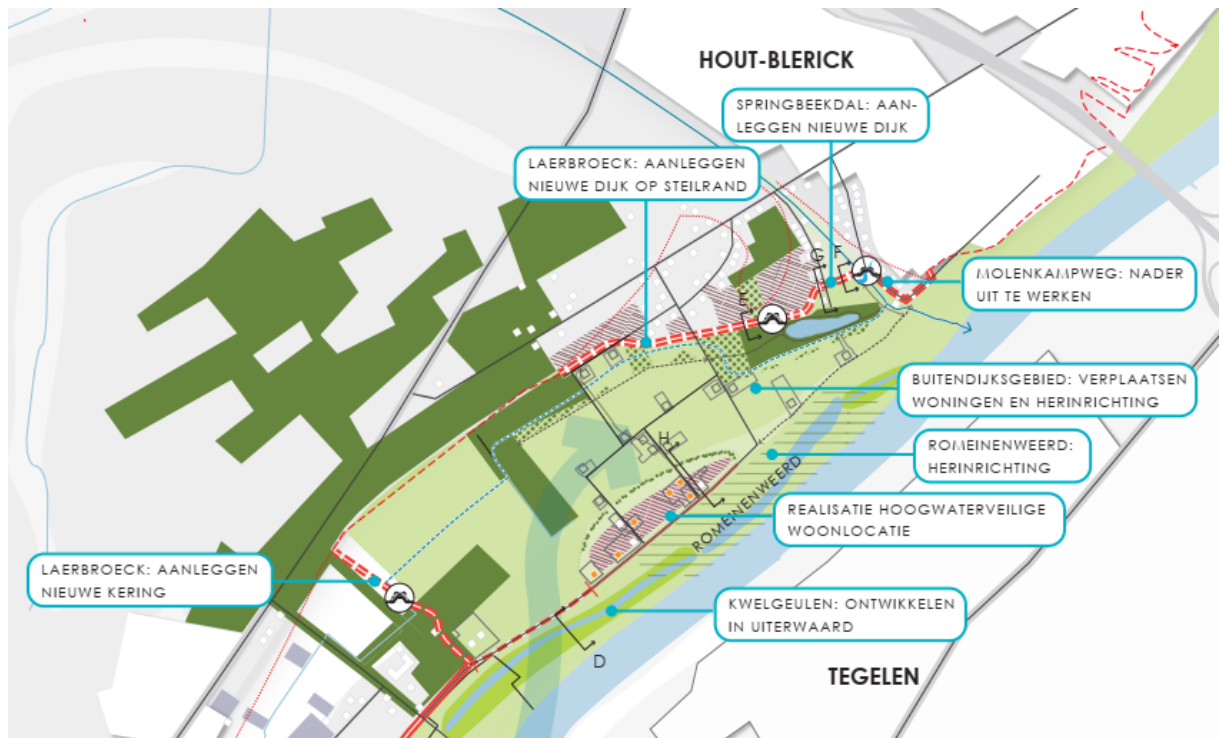 HOUT-BLERICK
SPRINGBEEKDAL: AAN-
LEGGEN NIEUWE DIJK
LAERBROECK: AANLEGGEN
NIEUWE DIJK OP STEILRAND
MOLENKAMPWEG: NADER
UIT TE WERKEN
G
F
E
BUITENDIJKSGEBIED: VERPLAATSEN
WONINGEN EN HERINRICHTING
ROMEINENWEERD:
HERINRICHTING
H
ROMEINENWEERD
REALISATIE HOOGWATERVEILIGE
WOONLOCATIE
LAERBROECK: AANLEGGEN
NIEUWE KERING
KWELGEULEN: ONTWIKKELEN
IN UITERWAARD
D
TEGELEN